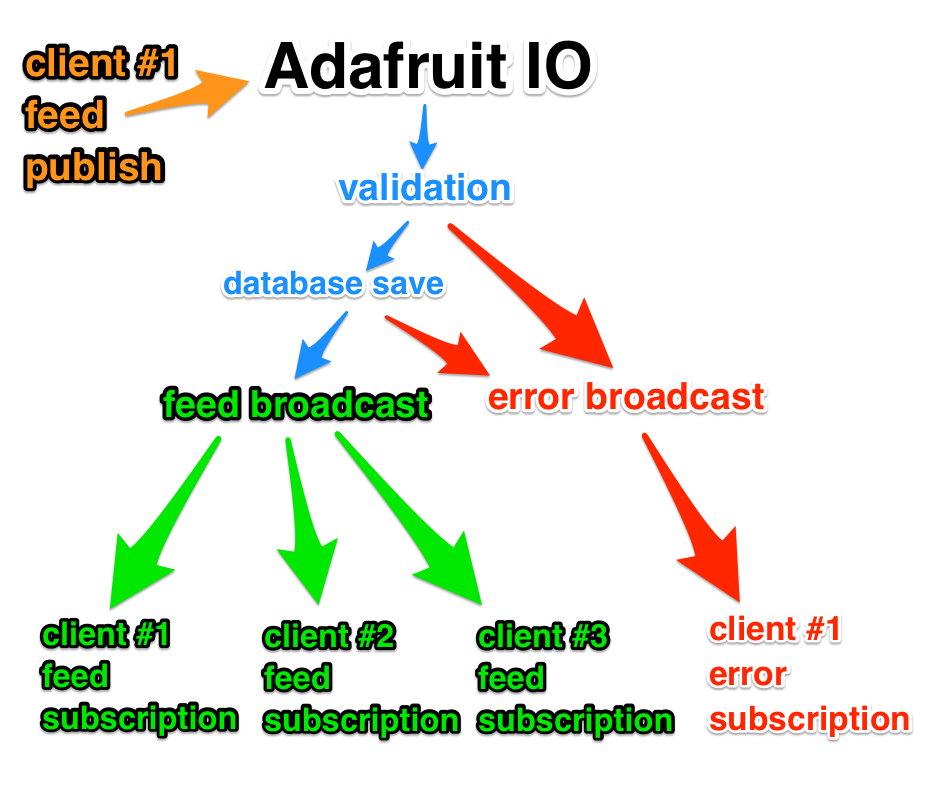 client #1
feed
publish
Adafruit IO
validation
database save
feed broadcast
error broadcast
client #1
feed
subscription
client #2
feed
subscription
client #3
feed
subscription
client #1
error
subscription